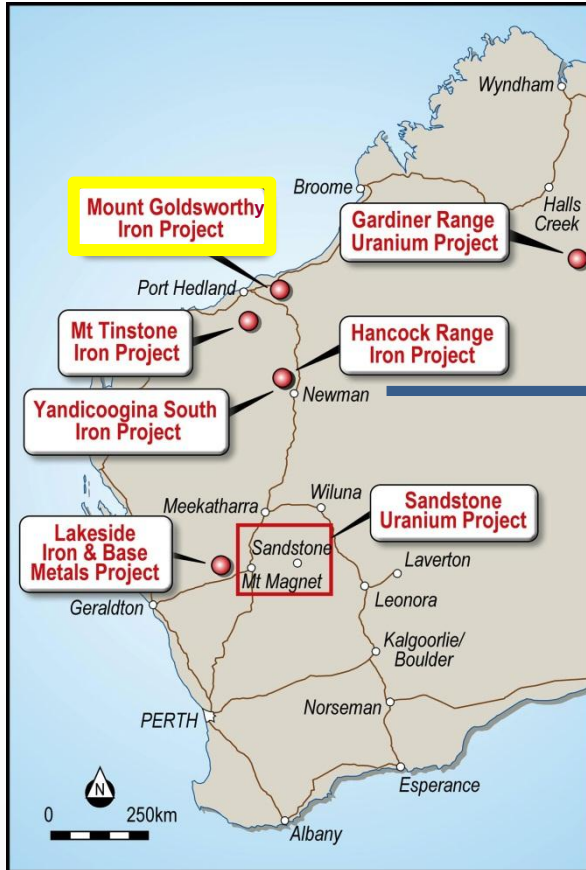 Wyndham
Broome
Halls
Creek
Mount Goldsworthy
Iron Project
Gardiner Range
Uranium Project
Port Hedland
Mt Tinstone
Iron Project
Hancock Range
Iron Project
Yandicoogina South
Iron Project
Newman
Meekatharra
Wiluna
Sandstone
Uranium Project
Lakeside
Iron & Base
Metals Project
Sandstone
Mt Magnet
Laverton
Leonora
Geraldton
Kalgoorlie/
Boulder
PERTH
Norseman
Esperance
N
0 250km
Albany